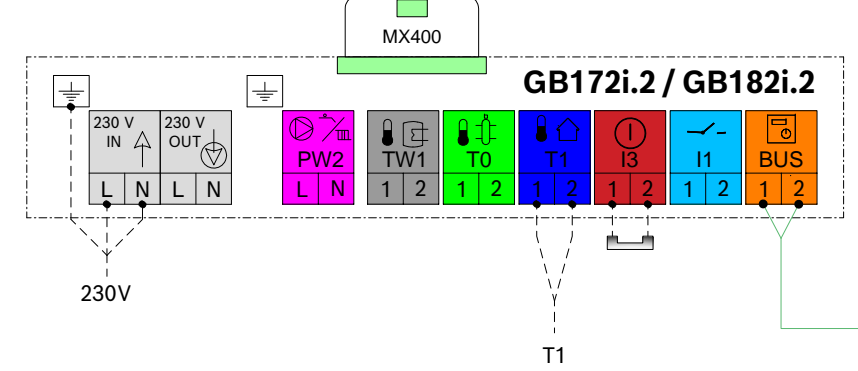 MX400
GB172i.2 / GB182i.2
230 V
IN
230 V
OUT
PW2
TW1
T0
T1
I3
I1
BUS
L N L N
L N
1 2
1 2
1 2
1 2
1 2
1 2
230V
T1